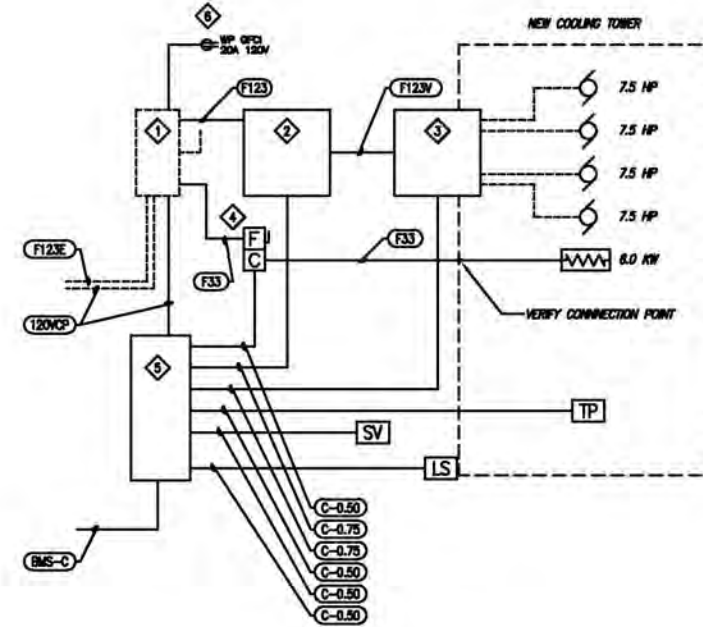 6
NEW COOLING TOWER
WP GFCI
20A 120V
F123
F123V
7.5 HP
1
2
3
7.5 HP
7.5 HP
4
7.5 HP
F
F123E
F33
C
F33
6.0 KW
120VCP
VERIFY CONNNECTION POINT
5
TP
SV
LS
C-0.50
C-0.75
C-0.75
BMS-C
C-0.50
C-0.50
C-0.50